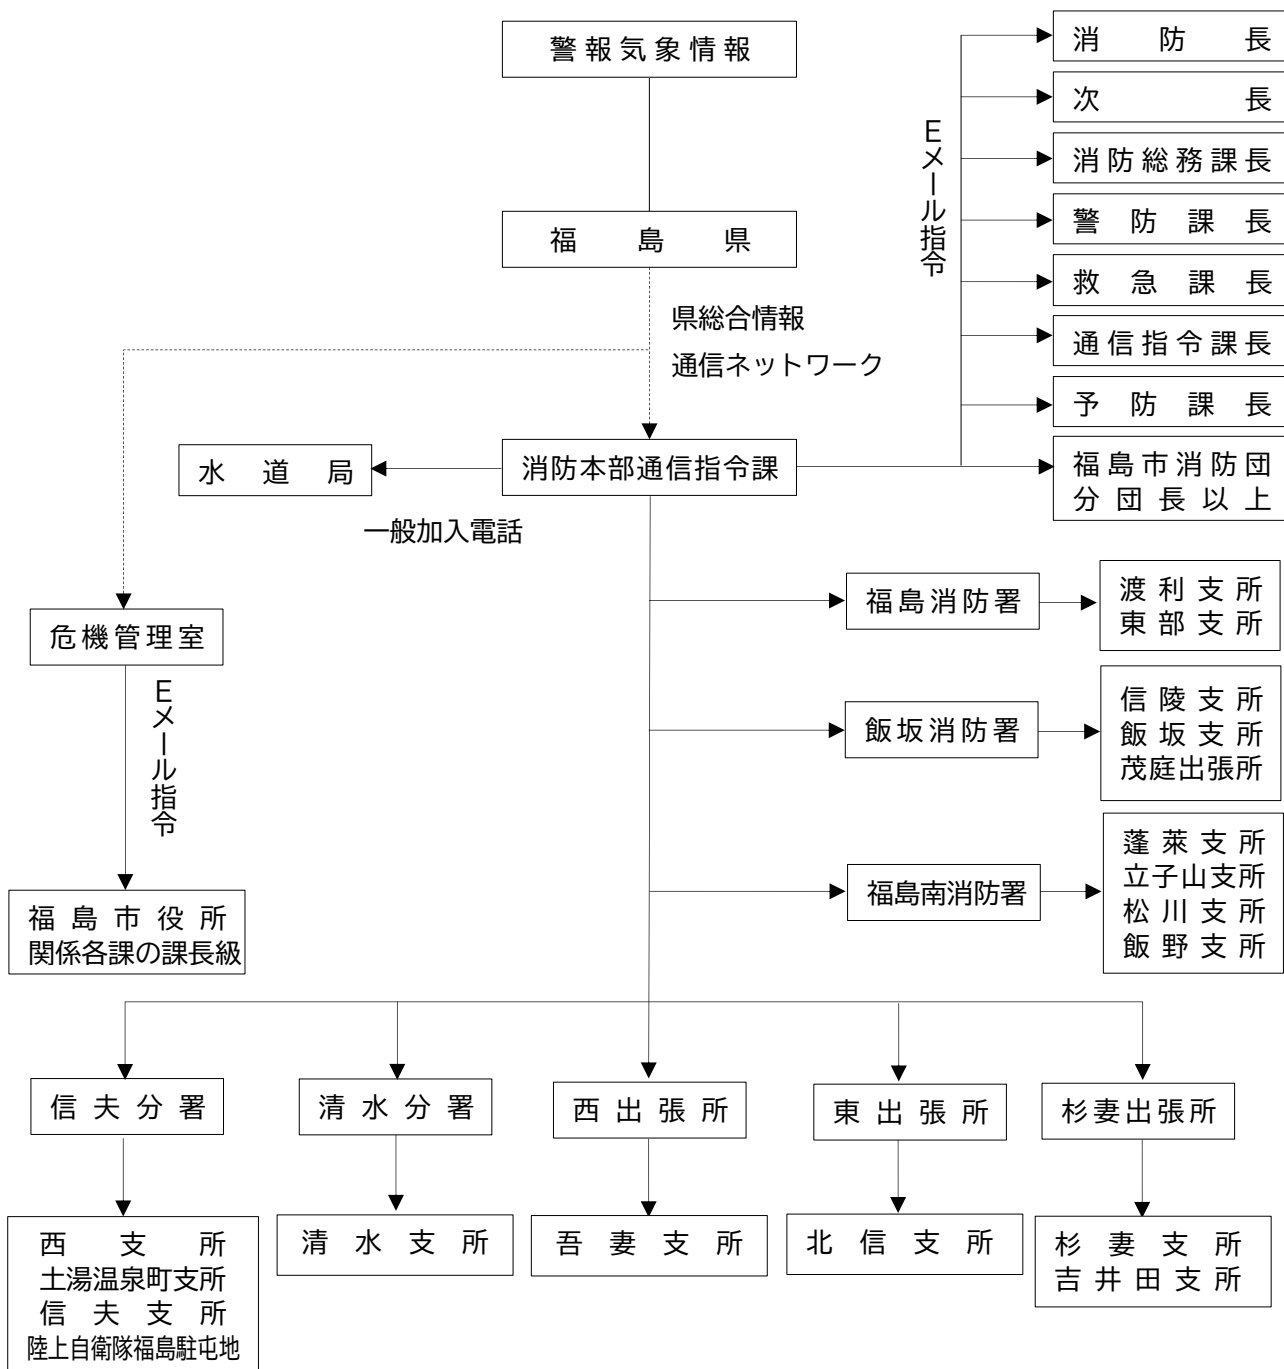 警報気象情報
福島県
県総合情報
通信ネットワーク
Eメール指令
消防長
次長
消防総務課長
警防課長
救急課長
通信指令課長
予防課長
福島市消防団
分団長以上
水道局
消防本部通信指令課
一般加入電話
危機管理室
Eメール指令
福島市役所
関係各課の課長級
福島消防署
渡利支所
東部支所
飯坂消防署
信陵支所
飯坂支所
茂庭出張所
福島南消防署
蓬萊支所
立子山支所
松川支所
飯野支所
信夫分署
清水分署
西出張所
東出張所
杉妻出張所
西支所
土湯温泉町支所
信夫支所
陸上自衛隊福島駐屯地
清水支所
吾妻支所
北信支所
杉妻支所
吉井田支所